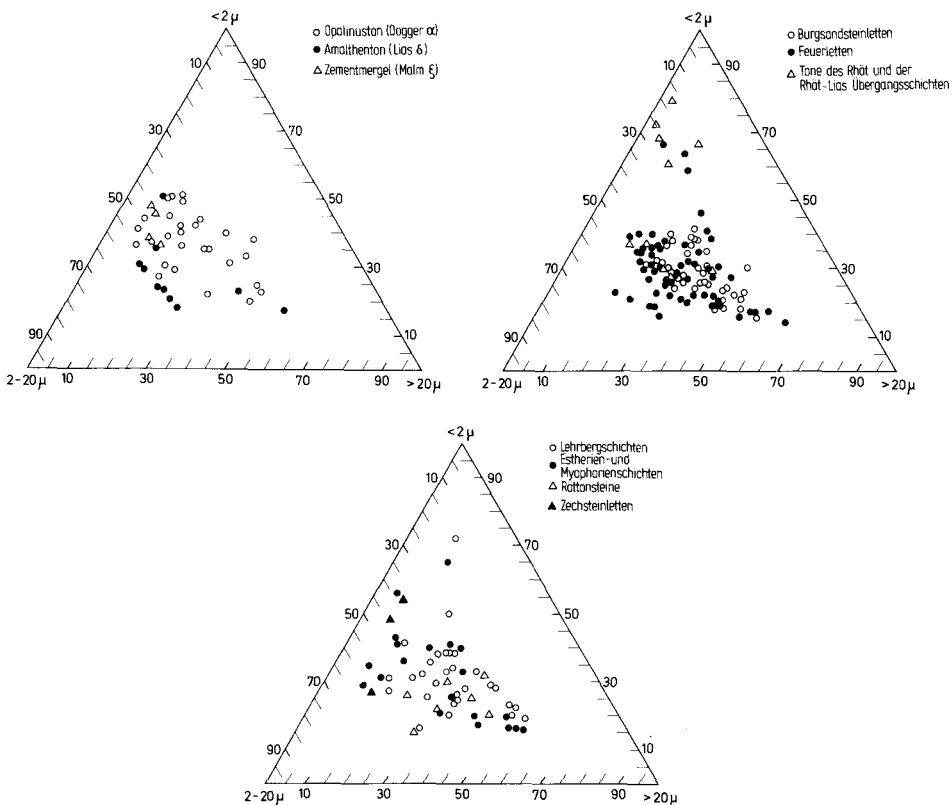 <2μ
○ Opalinuston (Dogger α)
● Amaltheenton (Lias δ)
△ Zementmergel (Malm ξ)
10 90
30 70
50 50
70 30
90 10
2-20μ 10 30 50 70 90 >20μ
<2μ
○ Burgsandsteinletten
● Feuerletten
△ Tone des Rhät und der
Rhät-Lias Übergangsschichten
10 90
30 70
50 50
70 30
90 10
2-20μ 10 30 50 70 90 >20μ
<2μ
○ Lehrbergschichten
● Estherien-und
Myophorienschichten
△ Röttonsteine
▲ Zechsteinletten
10 90
30 70
50 50
70 30
90 10
2-20μ 10 30 50 70 90 >20μ